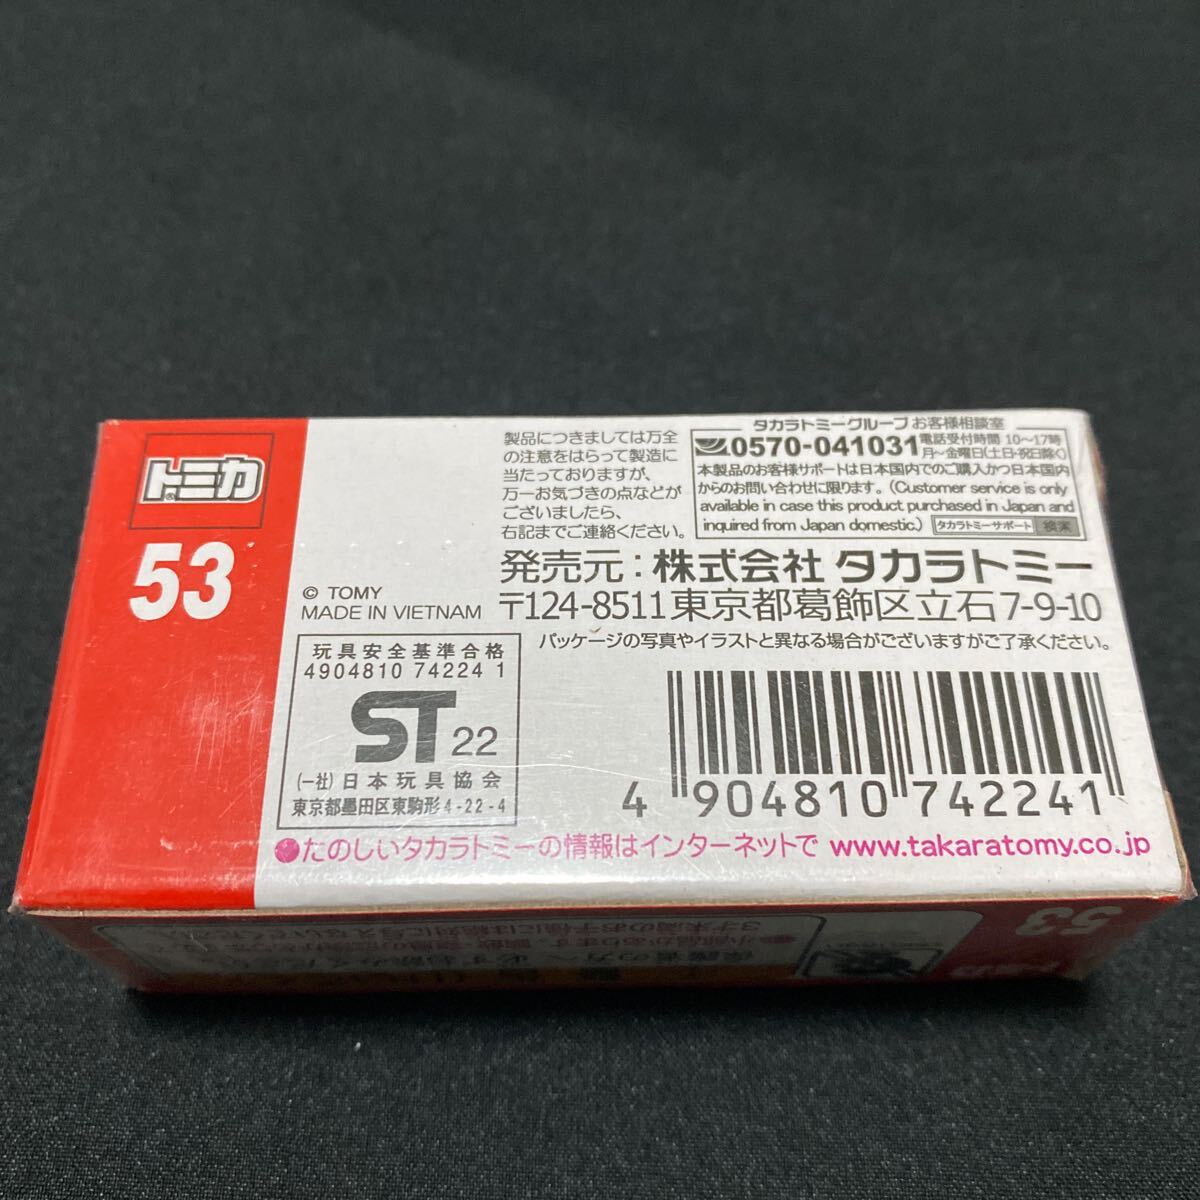 トミカ
53
© TOMY
MADE IN VIETNAM
玩具安全基準合格
4904810 74224 1
ST 22
(一社)日本玩具協会
東京都墨田区東駒形4-22-4
製品につきましては万全
の注意をはらって製造に
当たっておりますが、
万一お気づきの点などが
ございましたら、
右記までご連絡ください。
タカラトミーグループ お客様相談室
0570-041031 電話受付時間 10〜17時
月〜金曜日(土日・祝日除く)
本製品のお客様サポートは日本国内でのご購入かつ日本国内
からのお問い合わせに限ります。(Customer service is only
available in case this product purchased in Japan and
inquired from Japan domestic.) タカラトミーサポート 検索
発売元:株式会社 タカラトミー
〒124-8511 東京都葛飾区立石7-9-10
パッケージの写真やイラストと異なる場合がございますがご了承ください。
4 904810 742241
●たのしいタカラトミーの情報はインターネットで www.takaratomy.co.jp
53